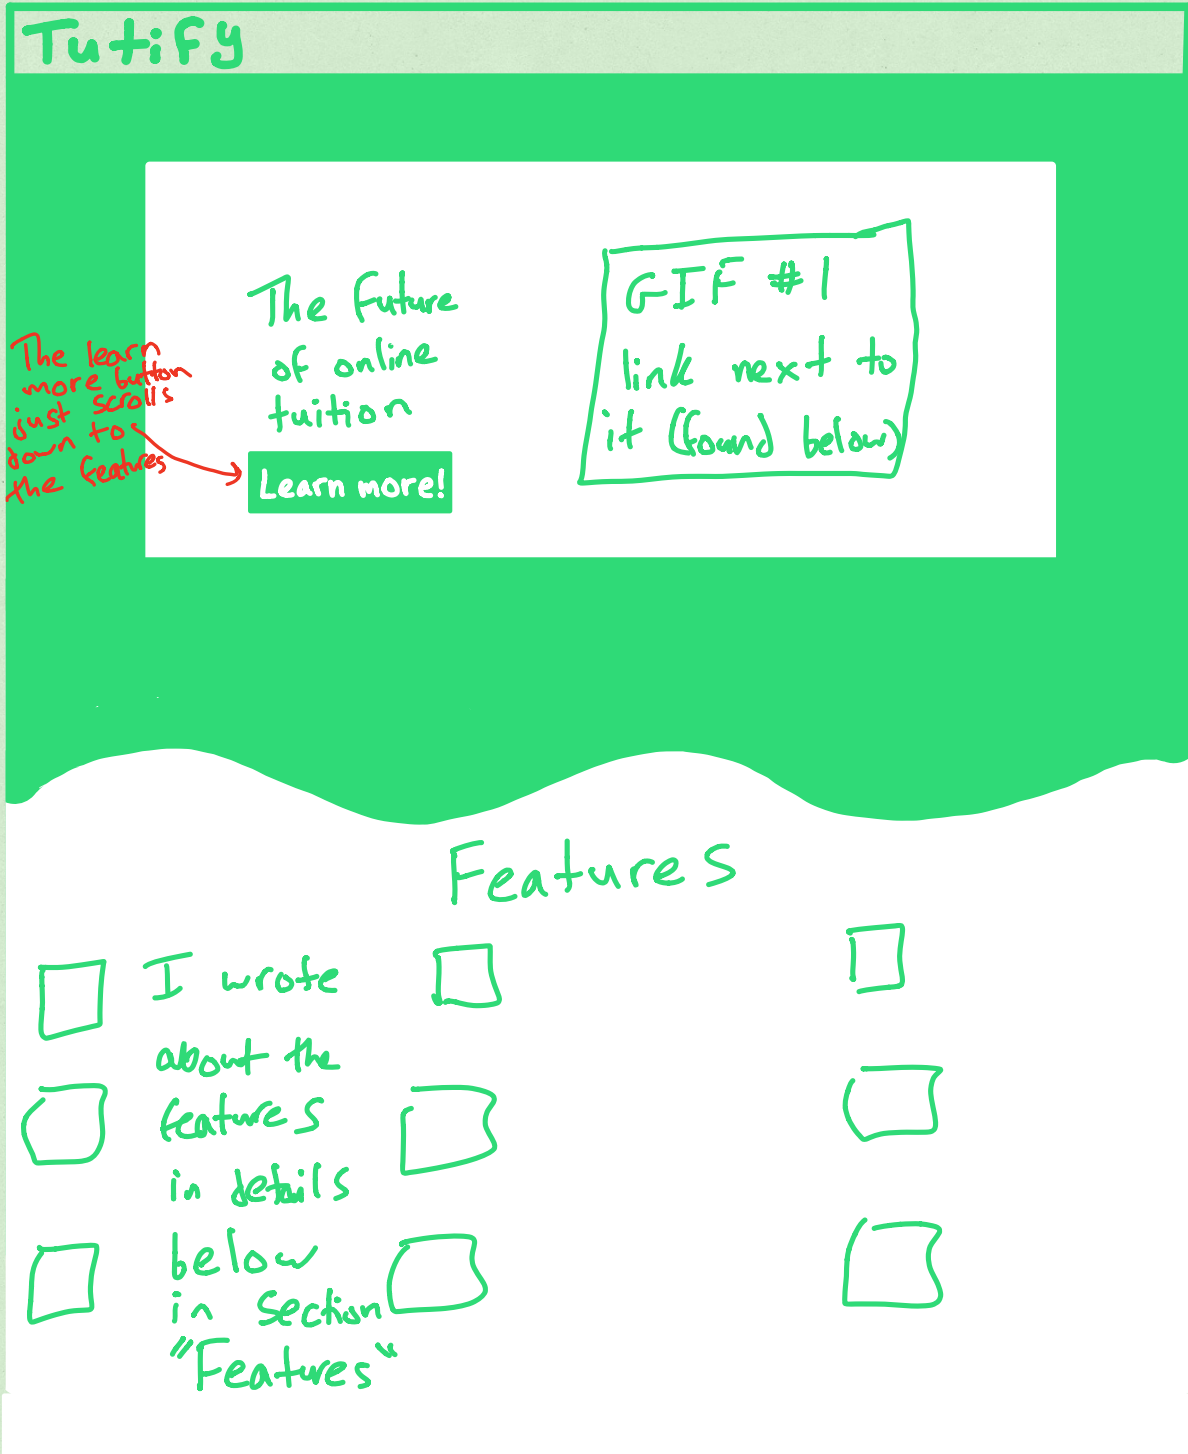 Tutify
The future
of online
tuition
Learn more!
GIF #1
link next to
it (found below)
The learn
more button
just scrolls
down to
the features
Features
I wrote
about the
features
in details
below
in section
"Features"